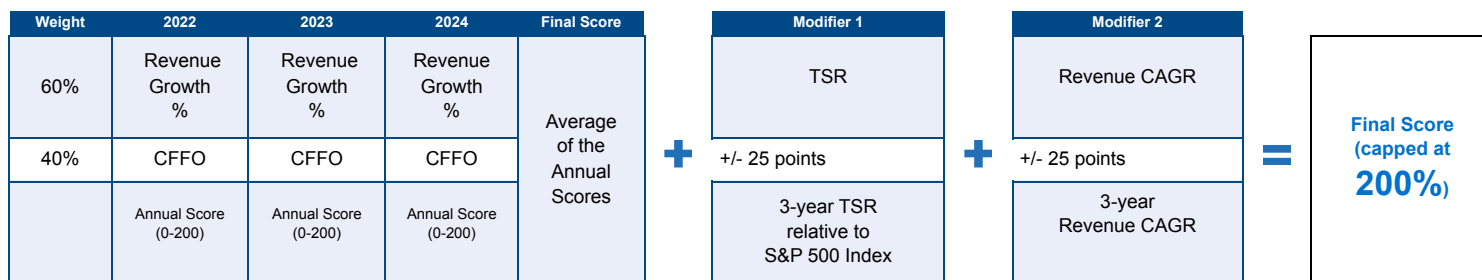 Weight 2022 2023 2024 Final Score Modifier 1 Modifier 2
60%
Revenue
Growth
%
Revenue
Growth
%
Revenue
Growth
%
40% CFFO CFFO CFFO
Annual Score
(0-200)
Annual Score
(0-200)
Annual Score
(0-200)
Average
of the
Annual
Scores
+
TSR
+/- 25 points
3-year TSR
relative to
S&P 500 Index
+
Revenue CAGR
+/- 25 points
3-year
Revenue CAGR
=
Final Score
(capped at
200%)